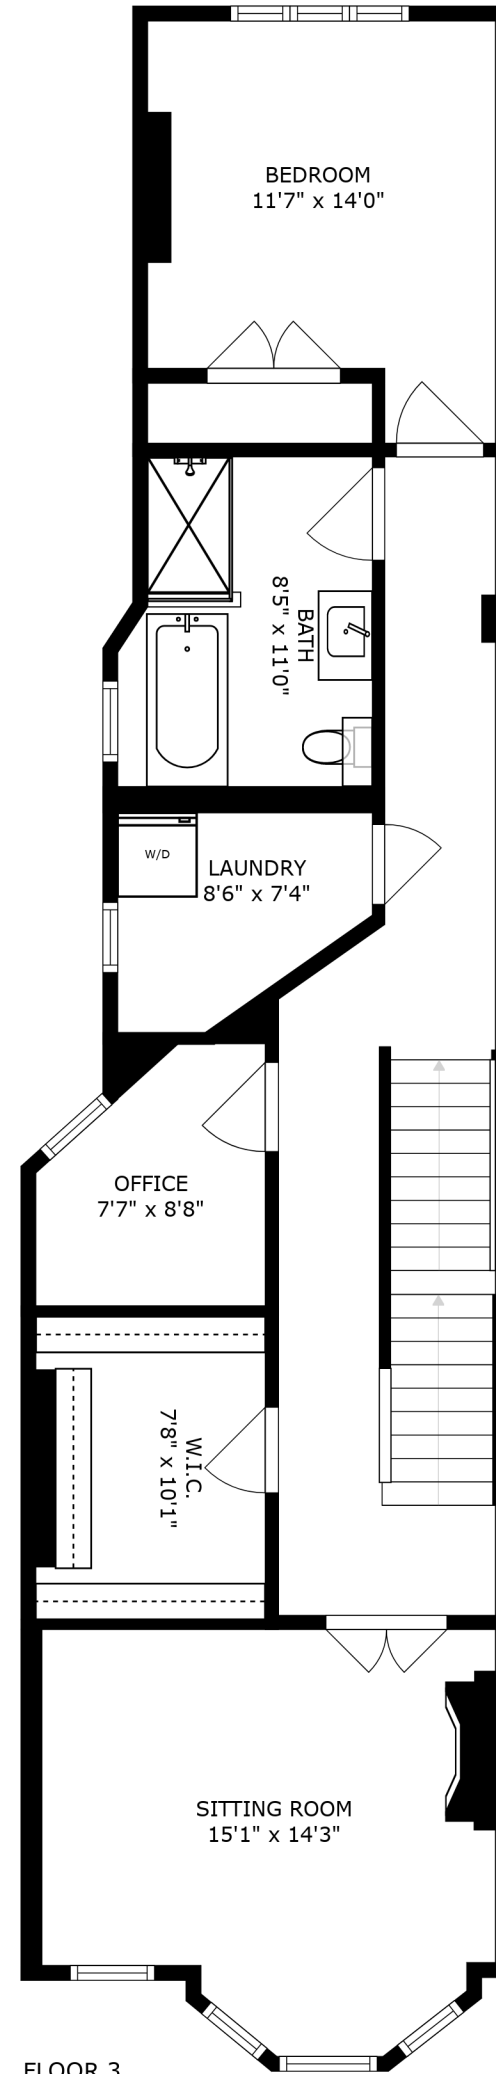 BEDROOM
11'7" x 14'0"
BATH
8'5" x 11'0"
W/D
LAUNDRY
8'6" x 7'4"
OFFICE
7'7" x 8'8"
W.I.C.
7'8" x 10'1"
SITTING ROOM
15'1" x 14'3"
FLOOR 3